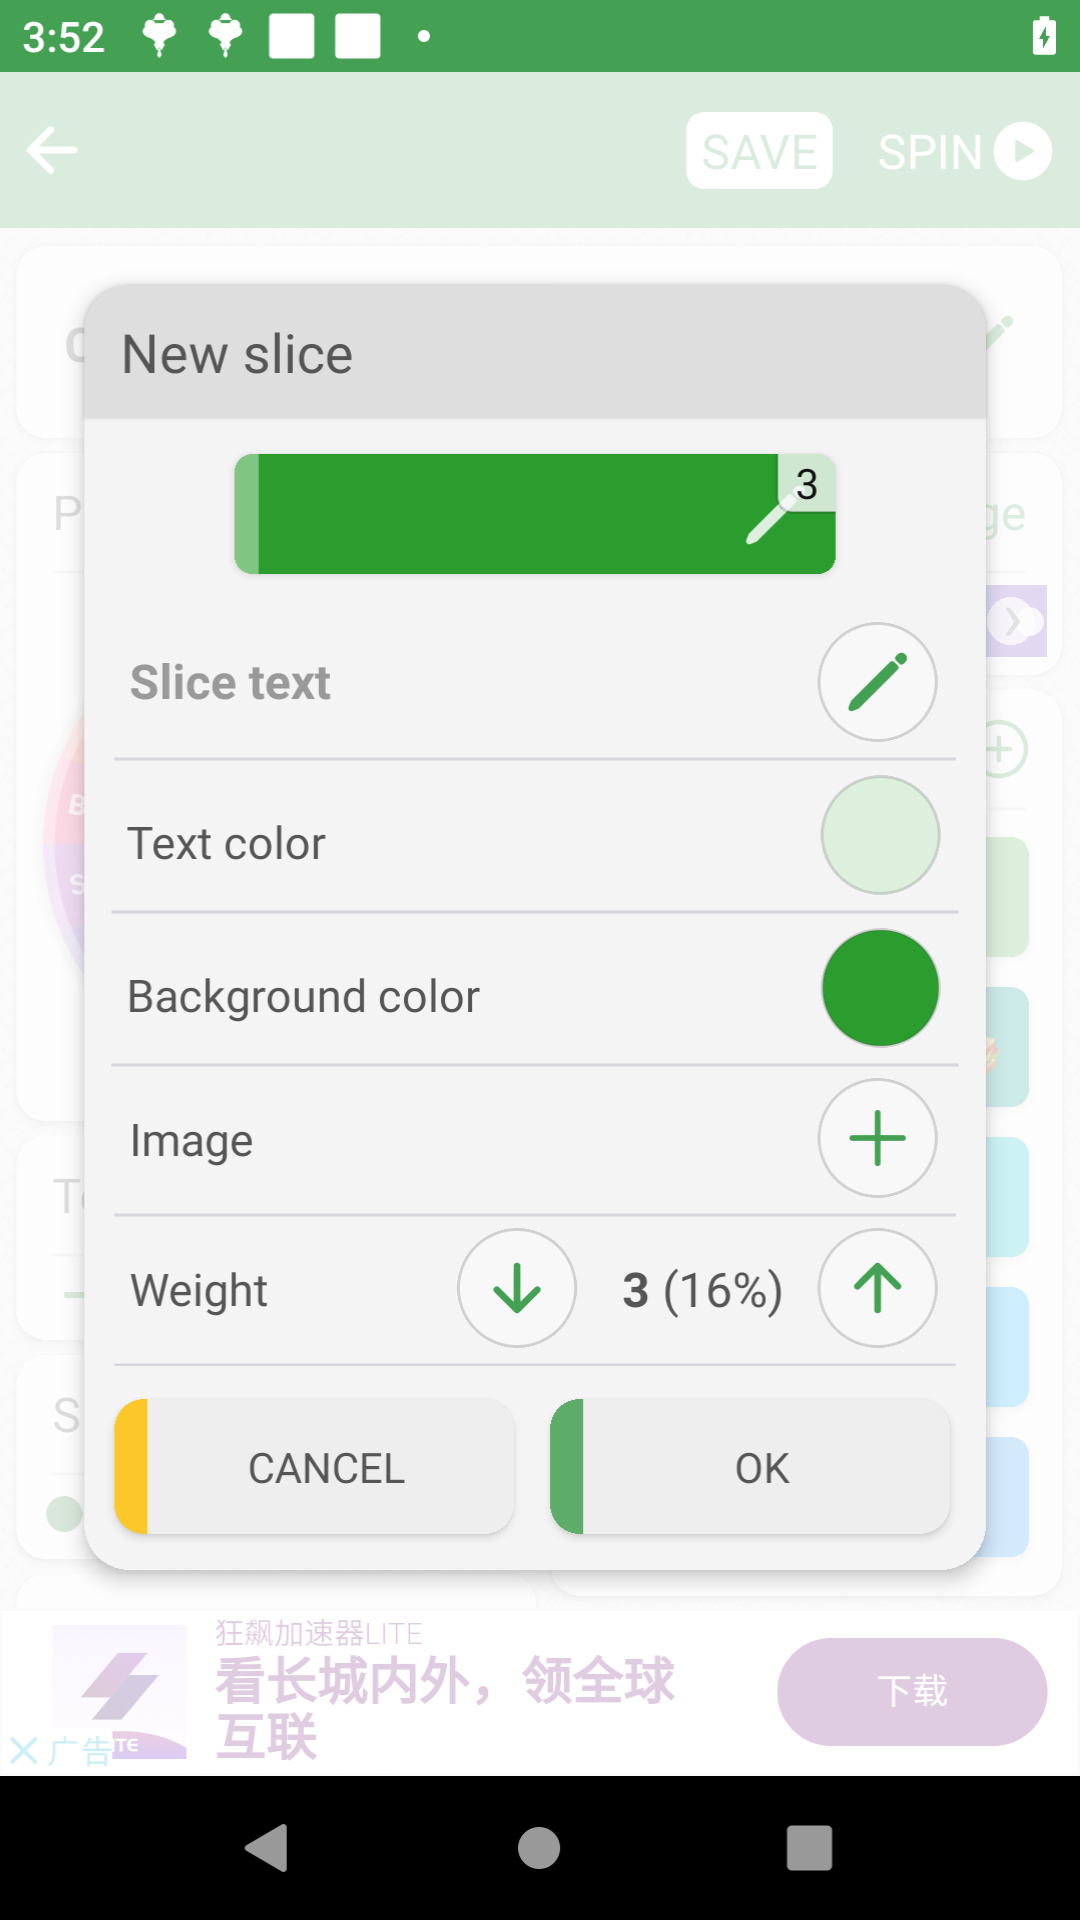 3:52
SAVE SPIN
New slice
3
Slice text
Text color
Background color
Image
Weight 3 (16%)
CANCEL OK
狂飙加速器LITE
看长城内外，领全球
互联
下载
广告